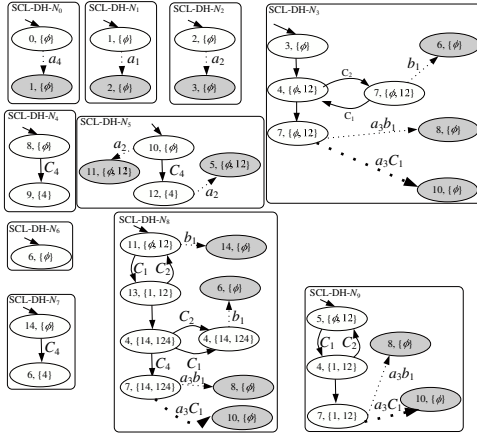 SCL-DH-N0
0, {ϕ}
a4
1, {ϕ}
SCL-DH-N1
1, {ϕ}
a1
2, {ϕ}
SCL-DH-N2
2, {ϕ}
a2
3, {ϕ}
SCL-DH-N3
3, {ϕ}
4, {ϕ, 12}
C2
7, {ϕ, 12}
C1
b1
6, {ϕ}
7, {ϕ, 12}
a3b1
8, {ϕ}
a3C1
10, {ϕ}
SCL-DH-N4
8, {ϕ}
C4
9, {4}
SCL-DH-N5
10, {ϕ}
a2
11, {ϕ, 12}
C4
12, {4}
a2
5, {ϕ, 12}
SCL-DH-N6
6, {ϕ}
SCL-DH-N7
14, {ϕ}
C4
6, {4}
SCL-DH-N8
11, {ϕ, 12}
b1
14, {ϕ}
C1
C2
13, {1, 12}
6, {ϕ}
b1
C2
4, {14, 124}
4, {14, 124}
C4
C1
7, {14, 124}
a3b1
8, {ϕ}
a3C1
10, {ϕ}
SCL-DH-N9
5, {ϕ, 12}
C1
C2
4, {1, 12}
8, {ϕ}
a3b1
7, {1, 12}
a3C1
10, {ϕ}